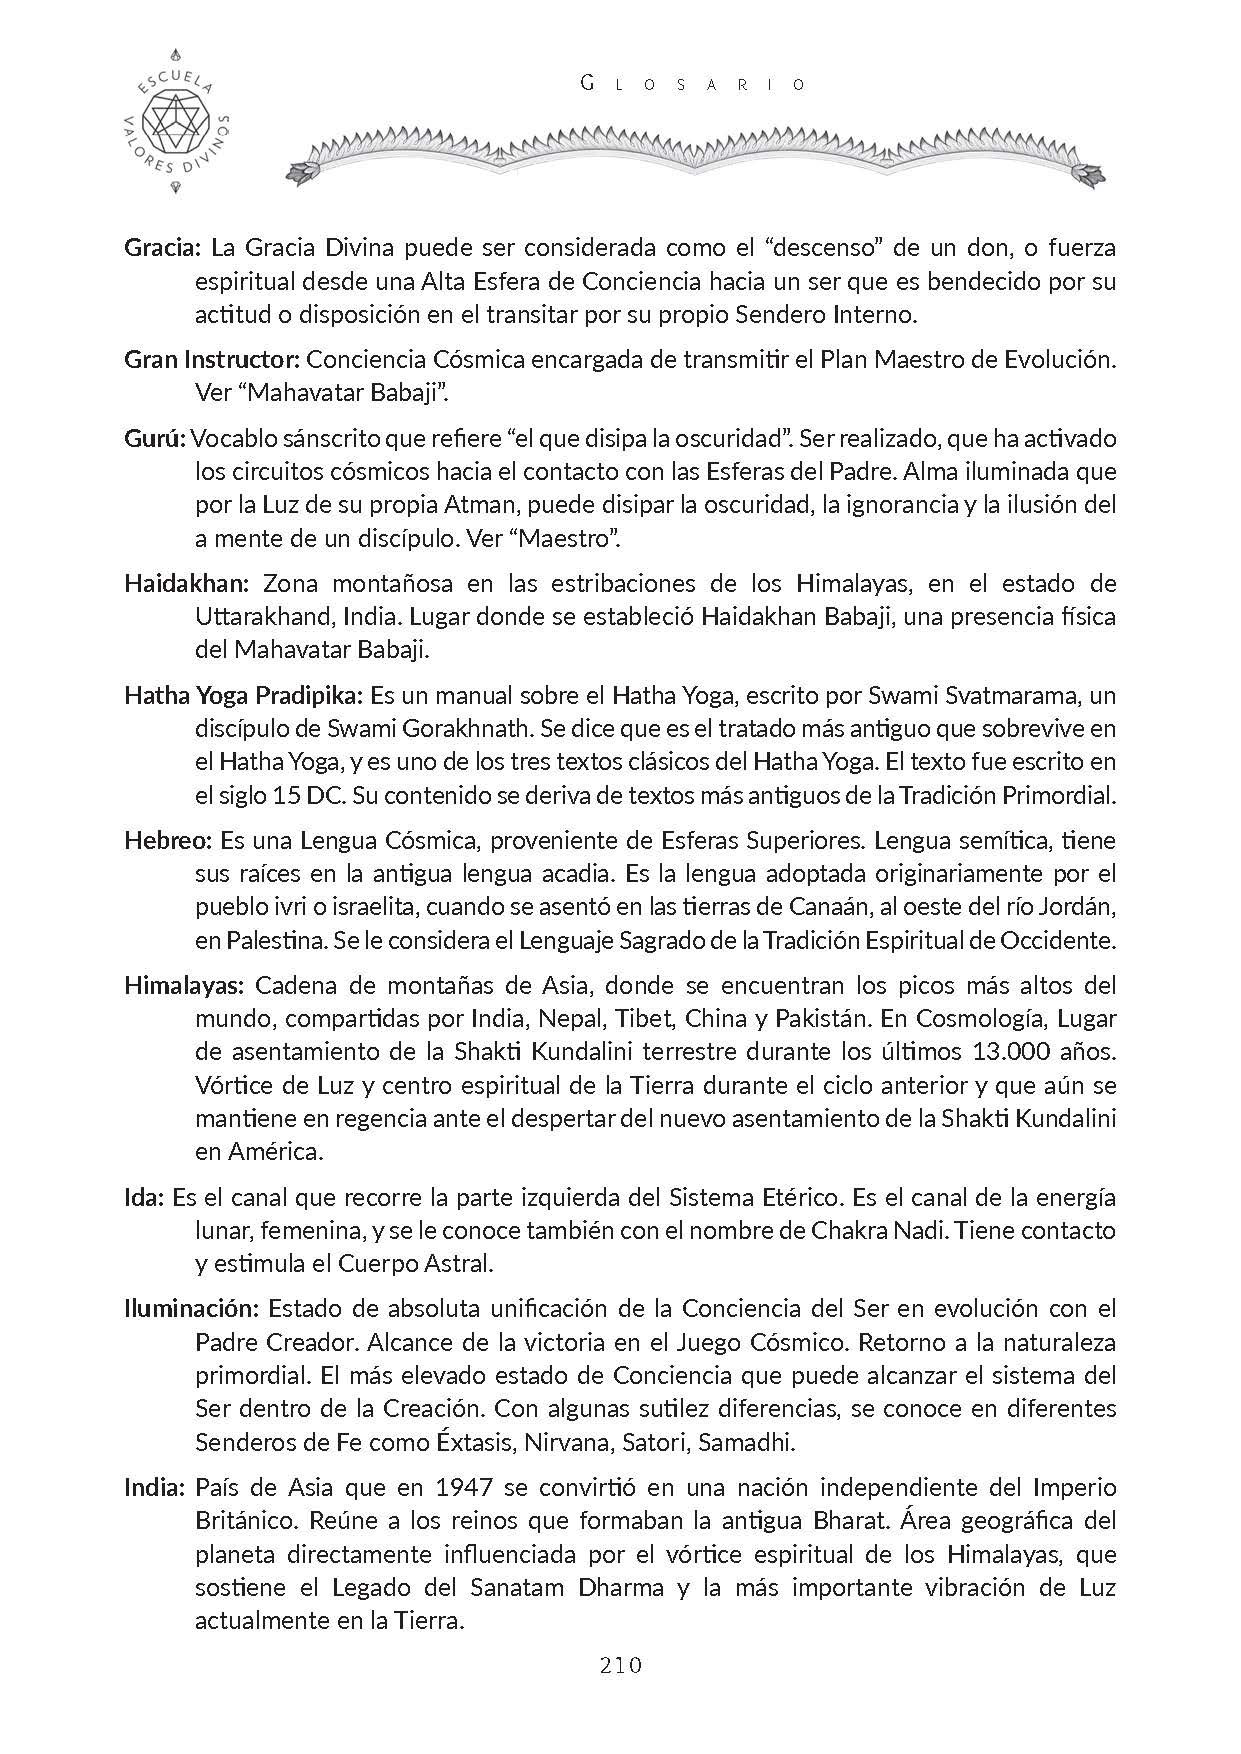 ESCUELA
VALORES DIVINOS
Glosario
Gracia: La Gracia Divina puede ser considerada como el “descenso” de un don, o fuerza
espiritual desde una Alta Esfera de Conciencia hacia un ser que es bendecido por su
actitud o disposición en el transitar por su propio Sendero Interno.
Gran Instructor: Conciencia Cósmica encargada de transmitir el Plan Maestro de Evolución.
Ver “Mahavatar Babaji”.
Gurú: Vocablo sánscrito que refiere “el que disipa la oscuridad”. Ser realizado, que ha activado
los circuitos cósmicos hacia el contacto con las Esferas del Padre. Alma iluminada que
por la Luz de su propia Atman, puede disipar la oscuridad, la ignorancia y la ilusión del
a mente de un discípulo. Ver “Maestro”.
Haidakhan: Zona montañosa en las estribaciones de los Himalayas, en el estado de
Uttarakhand, India. Lugar donde se estableció Haidakhan Babaji, una presencia física
del Mahavatar Babaji.
Hatha Yoga Pradipika: Es un manual sobre el Hatha Yoga, escrito por Swami Svatmarama, un
discípulo de Swami Gorakhnath. Se dice que es el tratado más antiguo que sobrevive en
el Hatha Yoga, y es uno de los tres textos clásicos del Hatha Yoga. El texto fue escrito en
el siglo 15 DC. Su contenido se deriva de textos más antiguos de la Tradición Primordial.
Hebreo: Es una Lengua Cósmica, proveniente de Esferas Superiores. Lengua semítica, tiene
sus raíces en la antigua lengua acadia. Es la lengua adoptada originariamente por el
pueblo ivri o israelita, cuando se asentó en las tierras de Canaán, al oeste del río Jordán,
en Palestina. Se le considera el Lenguaje Sagrado de la Tradición Espiritual de Occidente.
Himalayas: Cadena de montañas de Asia, donde se encuentran los picos más altos del
mundo, compartidas por India, Nepal, Tibet, China y Pakistán. En Cosmología, Lugar
de asentamiento de la Shakti Kundalini terrestre durante los últimos 13.000 años.
Vórtice de Luz y centro espiritual de la Tierra durante el ciclo anterior y que aún se
mantiene en regencia ante el despertar del nuevo asentamiento de la Shakti Kundalini
en América.
Ida: Es el canal que recorre la parte izquierda del Sistema Etérico. Es el canal de la energía
lunar, femenina, y se le conoce también con el nombre de Chakra Nadi. Tiene contacto
y estimula el Cuerpo Astral.
Iluminación: Estado de absoluta unificación de la Conciencia del Ser en evolución con el
Padre Creador. Alcance de la victoria en el Juego Cósmico. Retorno a la naturaleza
primordial. El más elevado estado de Conciencia que puede alcanzar el sistema del
Ser dentro de la Creación. Con algunas sutilez diferencias, se conoce en diferentes
Senderos de Fe como Éxtasis, Nirvana, Satori, Samadhi.
India: País de Asia que en 1947 se convirtió en una nación independiente del Imperio
Británico. Reúne a los reinos que formaban la antigua Bharat. Área geográfica del
planeta directamente influenciada por el vórtice espiritual de los Himalayas, que
sostiene el Legado del Sanatam Dharma y la más importante vibración de Luz
actualmente en la Tierra.
210